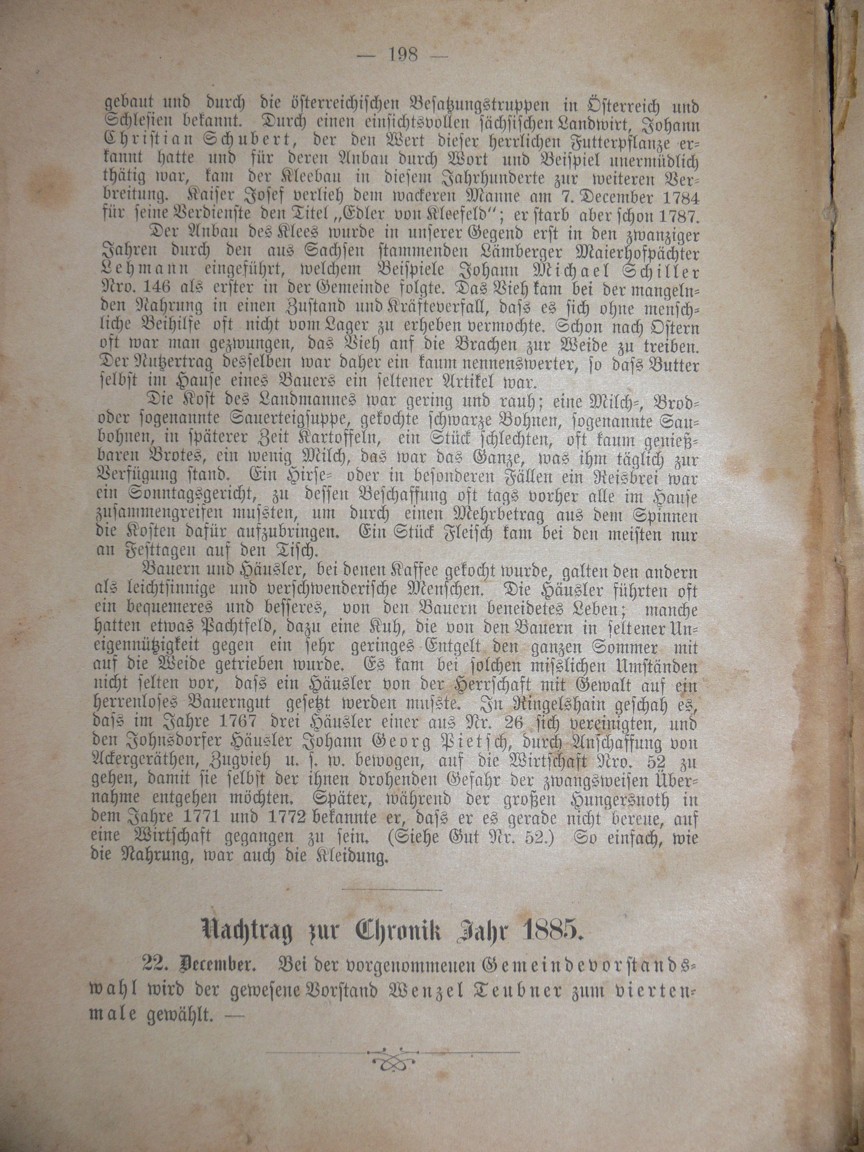 — 198 —
gebaut und durch die österreichischen Besatzungstruppen in Österreich und
Schlesien bekannt. Durch einen einsichtsvollen sächsischen Landwirt, Johann
Christian Schubert, der den Wert dieser herrlichen Futterpflanze er-
kannt hatte und für deren Anbau durch Wort und Beispiel unermüdlich
thätig war, kam der Kleebau in diesem Jahrhunderte zur weiteren Ver-
breitung. Kaiser Josef verlieh dem wackeren Manne am 7. December 1784
für seine Verdienste den Titel „Edler von Kleefeld"; er starb aber schon 1787.
Der Anbau des Klees wurde in unserer Gegend erst in den zwanziger
Jahren durch den aus Sachsen stammenden Lämberger Maierhofpächter
Lehmann eingeführt, welchem Beispiele Johann Michael Schiller
Nro. 146 als erster in der Gemeinde folgte. Das Vieh kam bei der mangeln-
den Nahrung in einen Zustand und Kräfteverfall, dass es sich ohne mensch-
liche Beihilfe oft nicht vom Lager zu erheben vermochte. Schon nach Ostern
oft war man gezwungen, das Vieh auf die Brachen zur Weide zu treiben.
Der Nutzertrag desselben war daher ein kaum nennenswerter, so dass Butter
selbst im Hause eines Bauers ein seltener Artikel war.
Die Kost des Landmannes war gering und rauh; eine Milch-, Brod-
oder sogenannte Sauerteigsuppe, gekochte schwarze Bohnen, sogenannte Sau-
bohnen, in späterer Zeit Kartoffeln, ein Stück schlechten, oft kaum genieß-
baren Brotes, ein wenig Milch, das war das Ganze, was ihm täglich zur
Verfügung stand. Ein Hirse- oder in besonderen Fällen ein Reisbrei war
ein Sonntagsgericht, zu dessen Beschaffung oft tags vorher alle im Hause
zusammengreifen mussten, um durch einen Mehrbetrag aus dem Spinnen
die Kosten dafür aufzubringen. Ein Stück Fleisch kam bei den meisten nur
an Festtagen auf den Tisch.
Bauern und Häusler, bei denen Kaffee gekocht wurde, galten den andern
als leichtsinnige und verschwenderische Menschen. Die Häusler führten oft
ein bequemeres und besseres, von den Bauern beneidetes Leben; manche
hatten etwas Pachtfeld, dazu eine Kuh, die von den Bauern in seltener Un-
eigennützigkeit gegen ein sehr geringes Entgelt den ganzen Sommer mit
auf die Weide getrieben wurde. Es kam bei solchen misslichen Umständen
nicht selten vor, dass ein Häusler von der Herrschaft mit Gewalt auf ein
herrenloses Bauerngut gesetzt werden musste. In Ringelshain geschah es,
dass im Jahre 1767 drei Häusler einer aus Nr. 26 sich vereinigten, und
den Johnsdorfer Häusler Johann Georg Pietsch, durch Anschaffung von
Ackergeräthen, Zugvieh u. s. w. bewogen, auf die Wirtschaft Nro. 52 zu
gehen, damit sie selbst der ihnen drohenden Gefahr der zwangsweisen Über-
nahme entgehen möchten. Später, während der großen Hungersnoth in
dem Jahre 1771 und 1772 bekannte er, dass er es gerade nicht bereue, auf
eine Wirtschaft gegangen zu sein. (Siehe Gut Nr. 52.) So einfach, wie
die Nahrung, war auch die Kleidung.
Nachtrag zur Chronik Jahr 1885.
22. December. Bei der vorgenommenen Gemeindevorstands-
wahl wird der gewesene Vorstand Wenzel Teubner zum vierten-
male gewählt. —